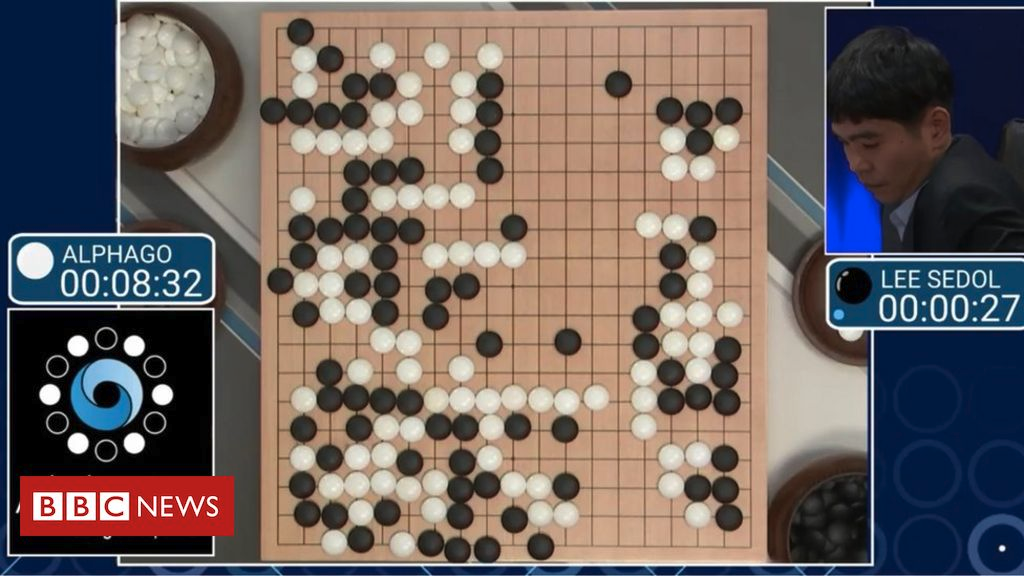 ALPHAGO
00:08:32
LEE SEDOL
00:00:27
BBC NEWS